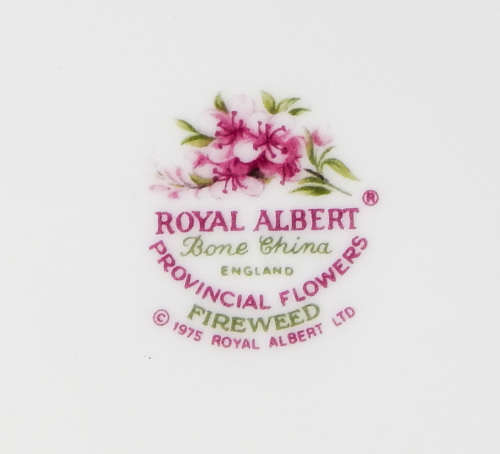 ROYAL ALBERT ®
Bone China
ENGLAND
PROVINCIAL FLOWERS
FIREWEED
© 1975 ROYAL ALBERT LTD